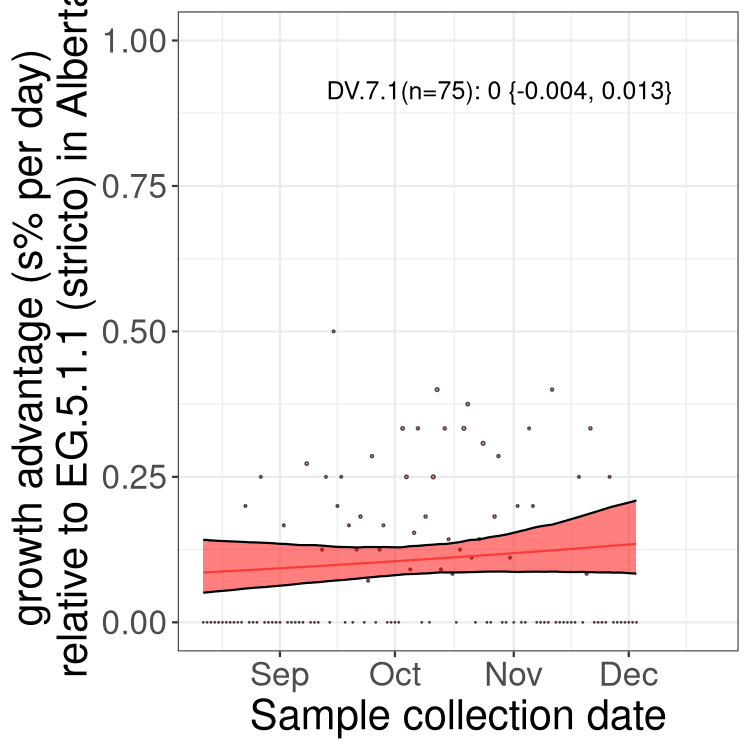 growth advantage (s% per day)
relative to EG.5.1.1 (stricto) in Alberta
1.00
DV.7.1(n=75): 0 {-0.004, 0.013}
0.75
0.50
0.25
0.00
Sep Oct Nov Dec
Sample collection date